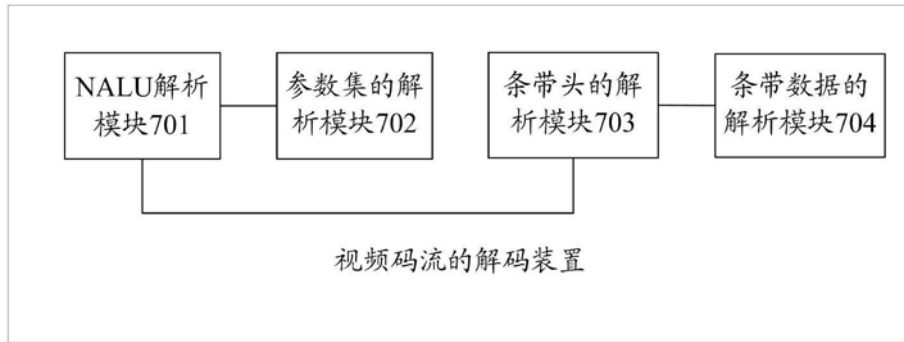 NALU解析
模块701
参数集的解
析模块702
条带头的解
析模块703
条带数据的
解析模块704
视频码流的解码装置